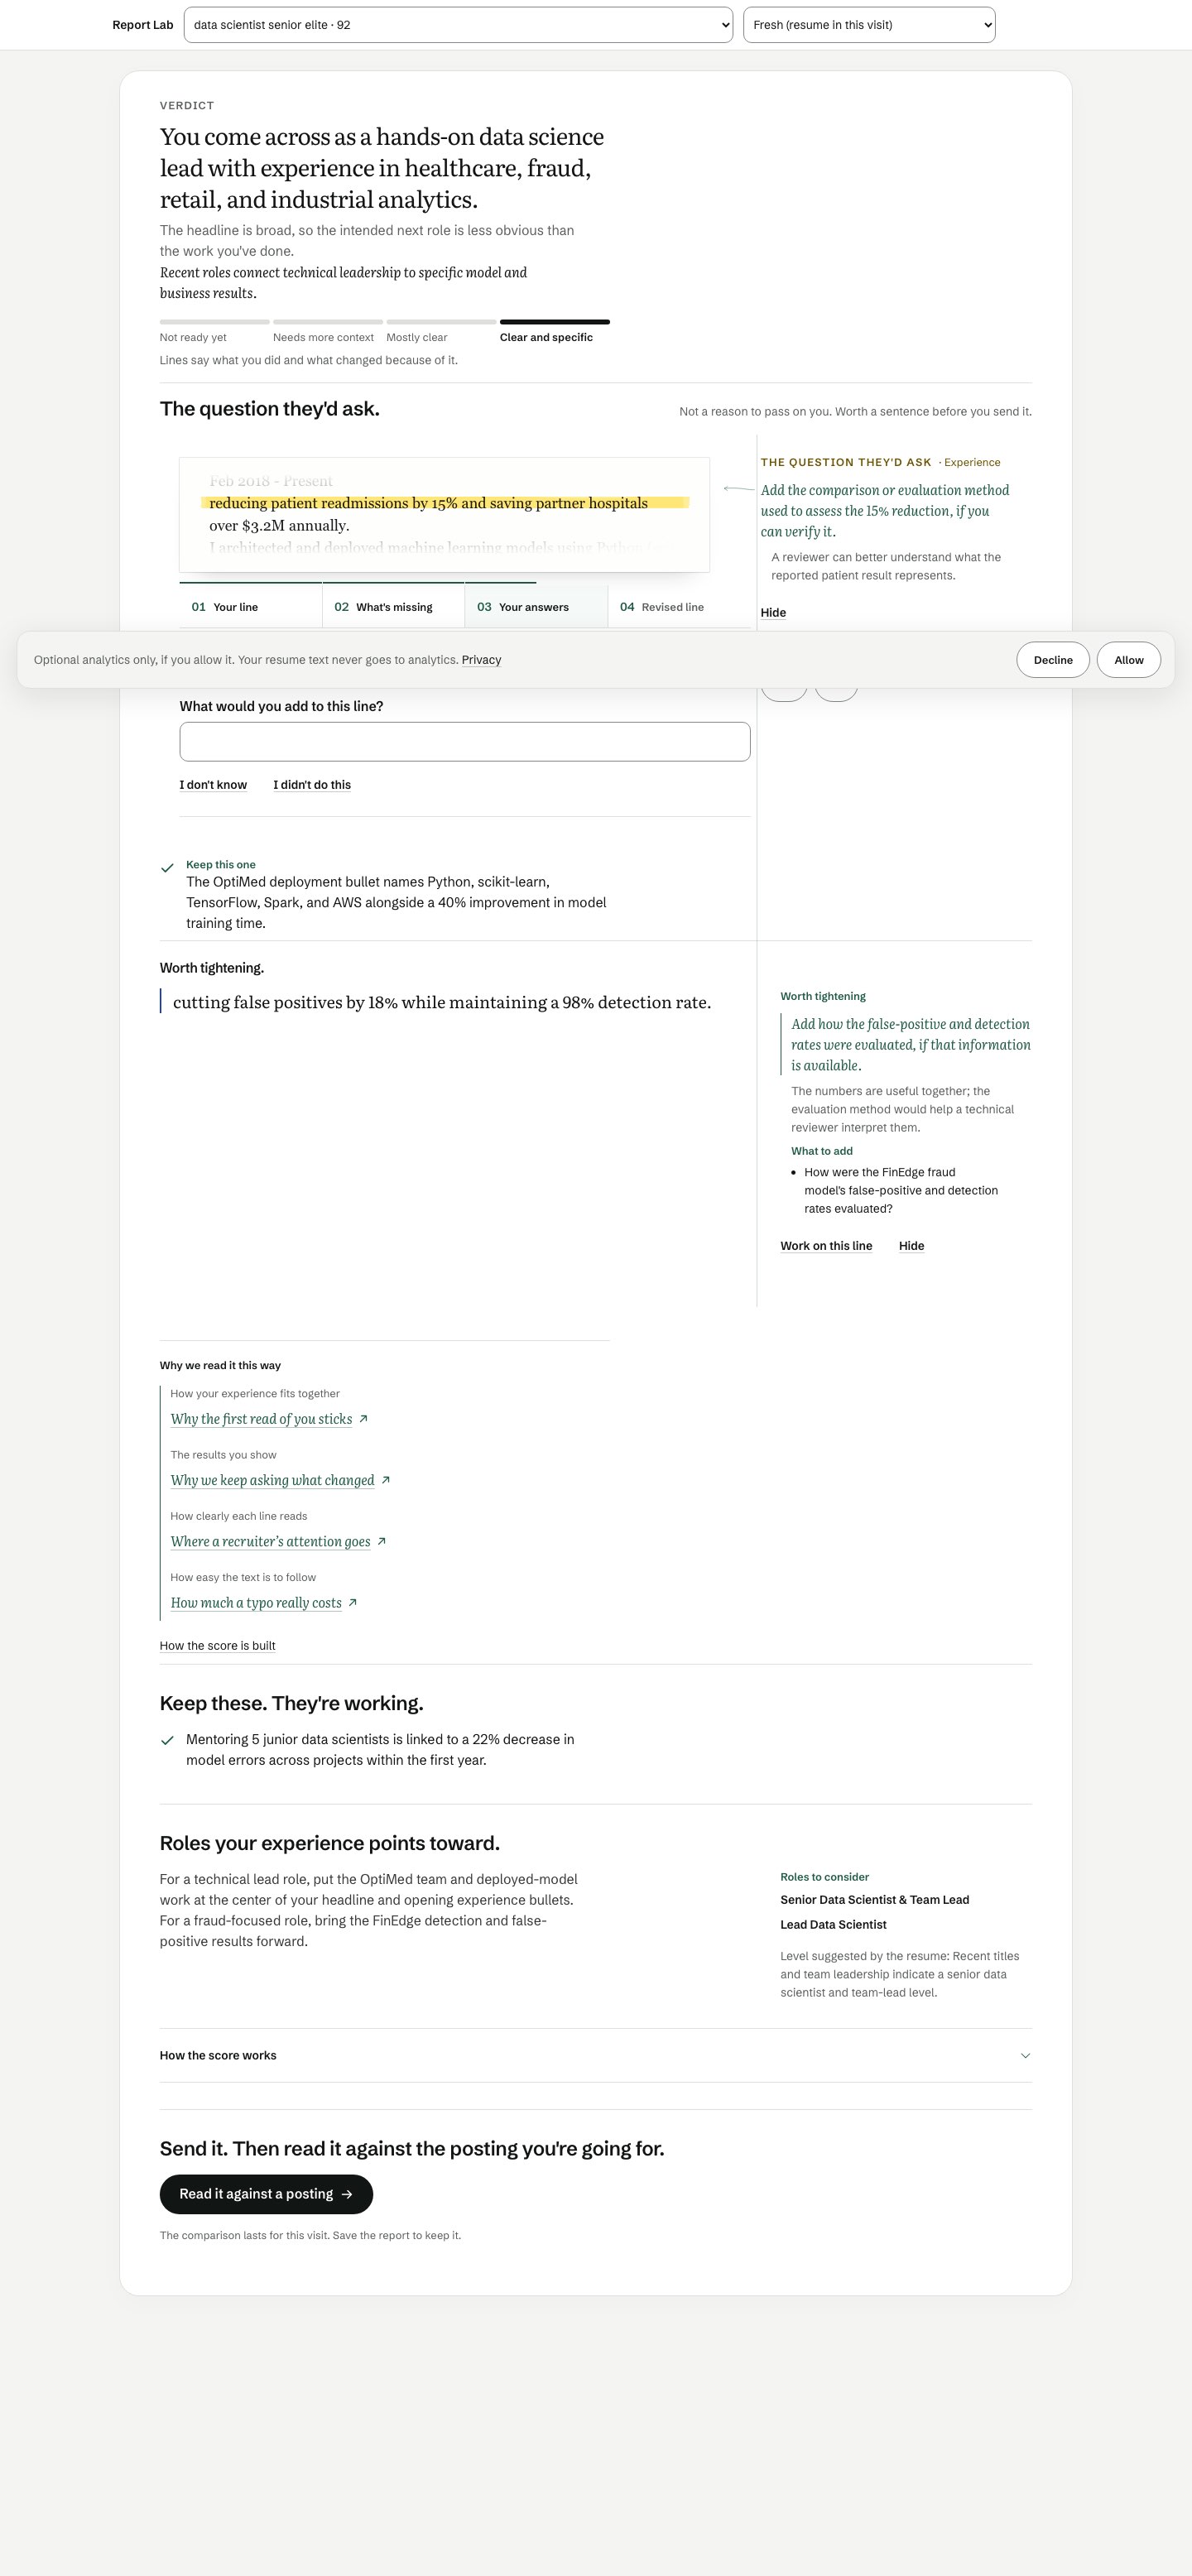 Report Lab
data scientist senior elite · 92
Fresh (resume in this visit)
VERDICT
You come across as a hands-on data science
lead with experience in healthcare, fraud,
retail, and industrial analytics.
The headline is broad, so the intended next role is less obvious than
the work you've done.
Recent roles connect technical leadership to specific model and
business results.
Not ready yet
Needs more context
Mostly clear
Clear and specific
Lines say what you did and what changed because of it.
The question they'd ask.
Not a reason to pass on you. Worth a sentence before you send it.
Feb 2018 - Present
reducing patient readmissions by 15% and saving partner hospitals
over $3.2M annually.
I architected and deployed machine learning models using Python
THE QUESTION THEY'D ASK · Experience
Add the comparison or evaluation method
used to assess the 15% reduction, if you
can verify it.
A reviewer can better understand what the
reported patient result represents.
Hide
01 Your line
02 What's missing
03 Your answers
04 Revised line
Optional analytics only, if you allow it. Your resume text never goes to analytics. Privacy
Decline
Allow
What would you add to this line?
I don't know
I didn't do this
Keep this one
The OptiMed deployment bullet names Python, scikit-learn,
TensorFlow, Spark, and AWS alongside a 40% improvement in model
training time.
Worth tightening.
cutting false positives by 18% while maintaining a 98% detection rate.
Worth tightening
Add how the false-positive and detection
rates were evaluated, if that information
is available.
The numbers are useful together; the
evaluation method would help a technical
reviewer interpret them.
What to add
• How were the FinEdge fraud
model's false-positive and detection
rates evaluated?
Work on this line
Hide
Why we read it this way
How your experience fits together
Why the first read of you sticks ↗
The results you show
Why we keep asking what changed ↗
How clearly each line reads
Where a recruiter's attention goes ↗
How easy the text is to follow
How much a typo really costs ↗
How the score is built
Keep these. They're working.
Mentoring 5 junior data scientists is linked to a 22% decrease in
model errors across projects within the first year.
Roles your experience points toward.
For a technical lead role, put the OptiMed team and deployed-model
work at the center of your headline and opening experience bullets.
For a fraud-focused role, bring the FinEdge detection and false-
positive results forward.
Roles to consider
Senior Data Scientist & Team Lead
Lead Data Scientist
Level suggested by the resume: Recent titles
and team leadership indicate a senior data
scientist and team-lead level.
How the score works
Send it. Then read it against the posting you're going for.
Read it against a posting →
The comparison lasts for this visit. Save the report to keep it.